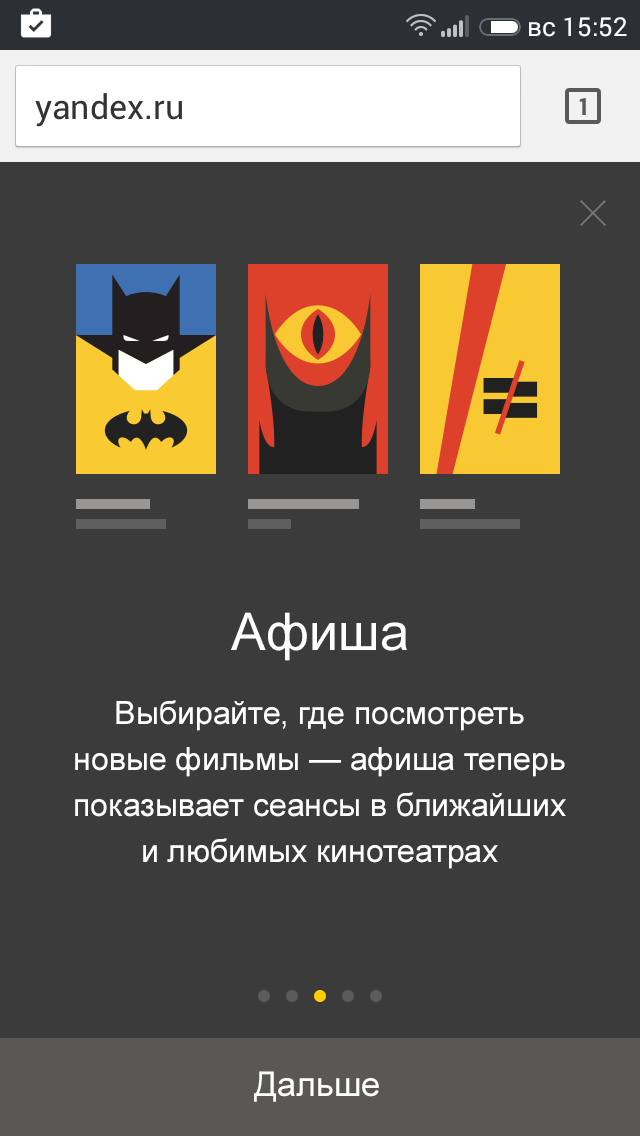 вс 15:52
yandex.ru
1
Афиша
Выбирайте, где посмотреть
новые фильмы — афиша теперь
показывает сеансы в ближайших
и любимых кинотеатрах
Дальше